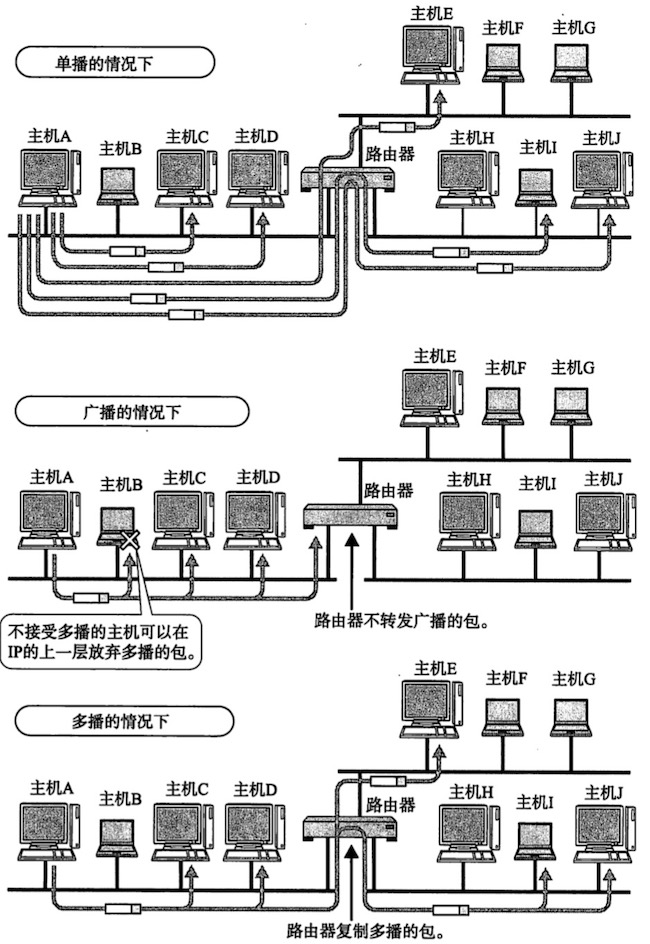 单播的情况下
主机E
主机F
主机G
主机A
主机B
主机C
主机D
路由器
主机H
主机I
主机J
广播的情况下
主机E
主机F
主机G
主机A
主机B
主机C
主机D
路由器
主机H
主机I
主机J
不接受多播的主机可以在
IP的上一层放弃多播的包。
路由器不转发广播的包。
多播的情况下
主机E
主机F
主机G
主机A
主机B
主机C
主机D
路由器
主机H
主机I
主机J
路由器复制多播的包。